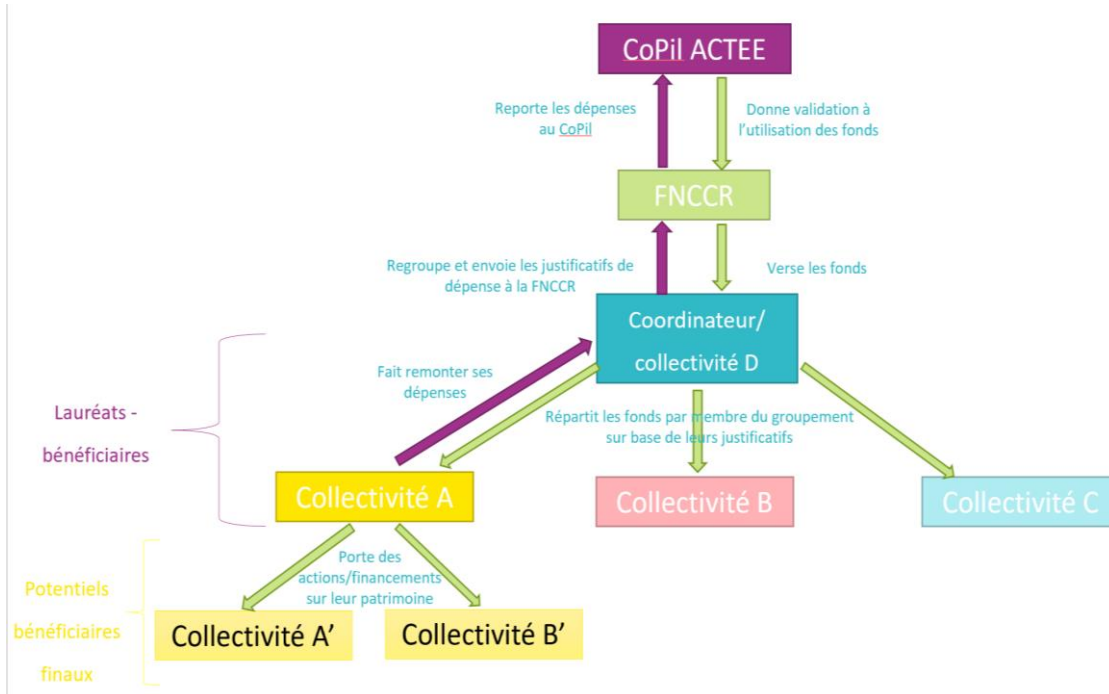 CoPil ACTEE
Reporte les dépenses
au CoPil
Donne validation à
l’utilisation des fonds
FNCCR
Regroupe et envoie les justificatifs de
dépense à la FNCCR
Verse les fonds
Coordinateur/
collectivité D
Fait remonter ses
dépenses
Lauréats -
bénéficiaires
Répartit les fonds par membre du groupement
sur base de leurs justificatifs
Collectivité A
Collectivité B
Collectivité C
Porte des
actions/financements
sur leur patrimoine
Potentiels
bénéficiaires
finaux
Collectivité A’
Collectivité B’